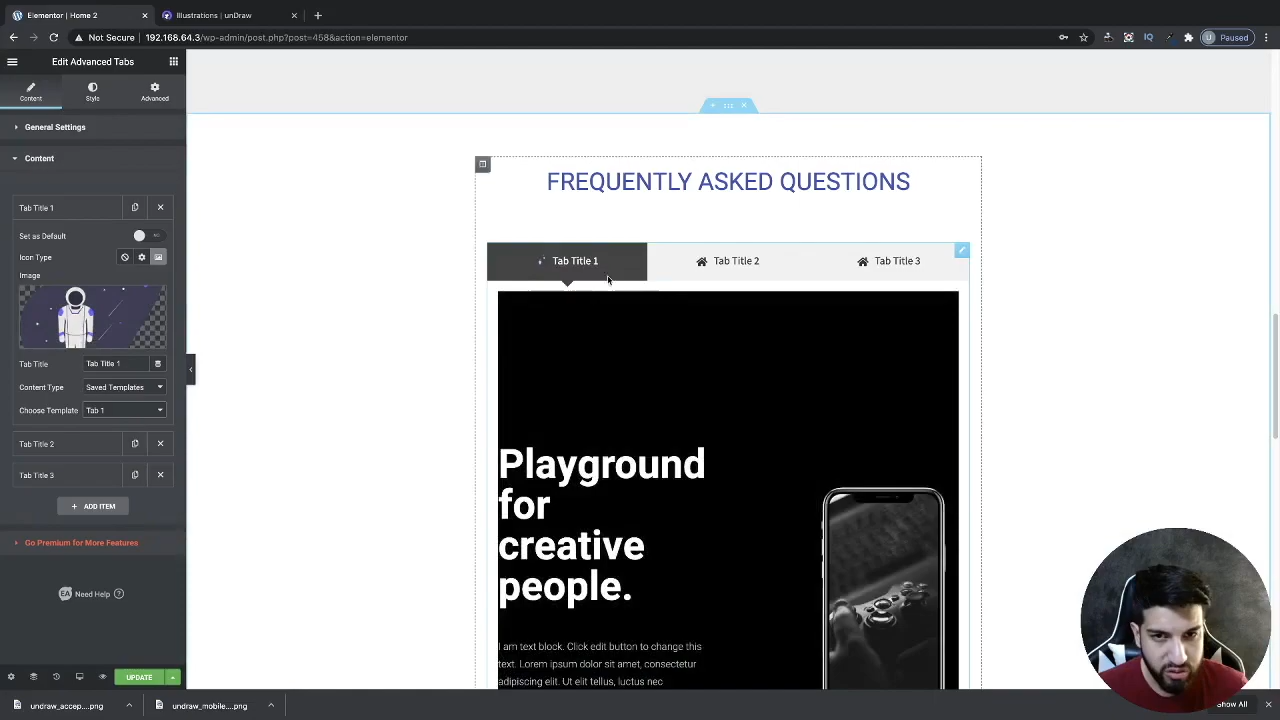 Elementor | Home 2
Illustrations | unDraw
Not Secure
192.168.64.3/wp-admin/post.php?post=458&action=elementor
IQ
U
Paused
Edit Advanced Tabs
Content
Style
Advanced
General Settings
Content
Tab Title 1
Set as Default
NO
Icon Type
Image
Tab Title
Tab Title 1
Content Type
Saved Templates
Choose Template
Tab 1
Tab Title 2
Tab Title 3
ADD ITEM
Go Premium for More Features
EA
Need Help
UPDATE
FREQUENTLY ASKED QUESTIONS
Tab Title 1
Tab Title 2
Tab Title 3
Playground
for
creative
people.
I am text block. Click edit button to change this
text. Lorem ipsum dolor sit amet, consectetur
adipiscing elit. Ut elit tellus, luctus nec
undraw_accep....png
undraw_mobile....png
Show All